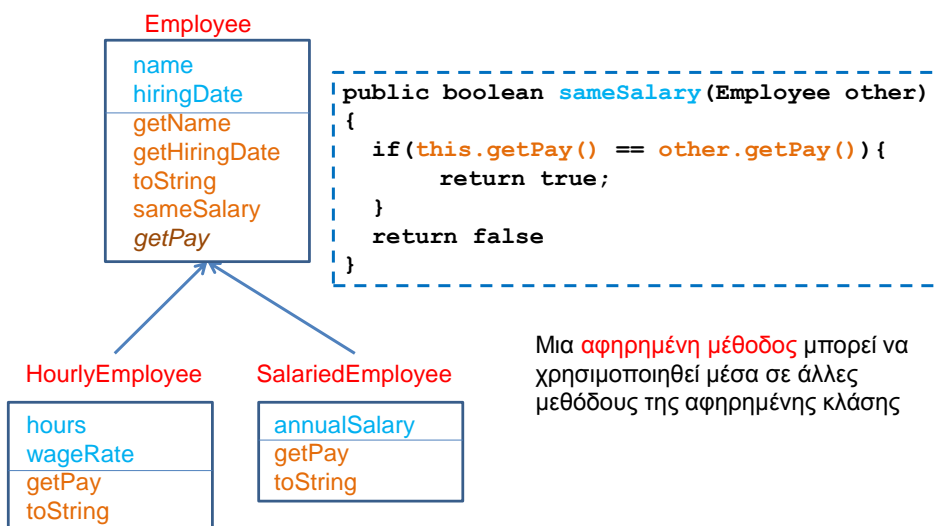 Employee
name
hiringDate
getName
getHiringDate
toString
sameSalary
getPay
public boolean sameSalary(Employee other)
{
if(this.getPay() == other.getPay()){
return true;
}
return false
}
HourlyEmployee
hours
wageRate
getPay
toString
SalariedEmployee
annualSalary
getPay
toString
Μια αφηρημένη μέθοδος μπορεί να
χρησιμοποιηθεί μέσα σε άλλες
μεθόδους της αφηρημένης κλάσης